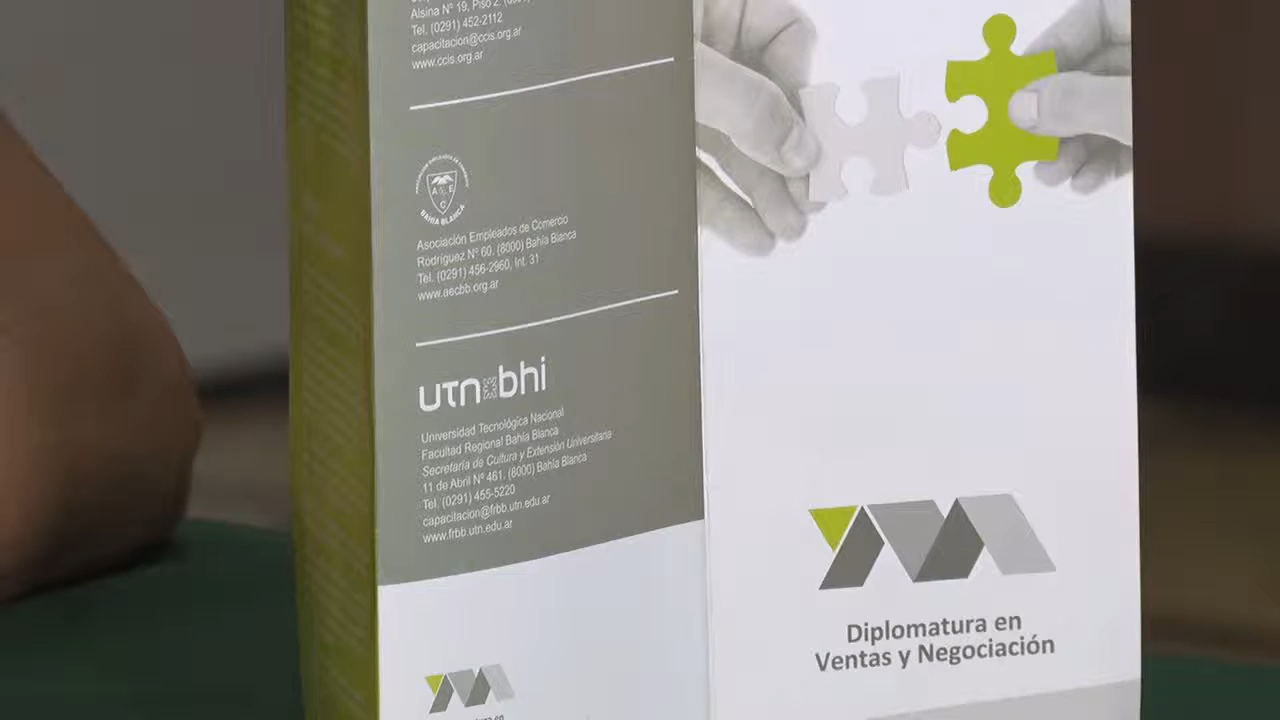 Alsina Nº 19, Piso 2.
Tel. (0291) 452-2112
capacitacion@ccis.org.ar
www.ccis.org.ar
A E C
BAHÍA BLANCA
Asociación Empleados de Comercio
Rodríguez Nº 60. (8000) Bahía Blanca
Tel. (0291) 456-2960, Int. 31
www.aecbb.org.ar
utn bhi
Universidad Tecnológica Nacional
Facultad Regional Bahía Blanca
Secretaría de Cultura y Extensión Universitaria
11 de Abril Nº 461. (8000) Bahía Blanca
Tel. (0291) 455-5220
capacitacion@frbb.utn.edu.ar
www.frbb.utn.edu.ar
Diplomatura en
Ventas y Negociación